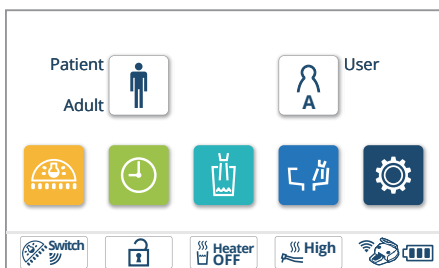 Patient
User
Adult
A
Switch
Heater
OFF
High